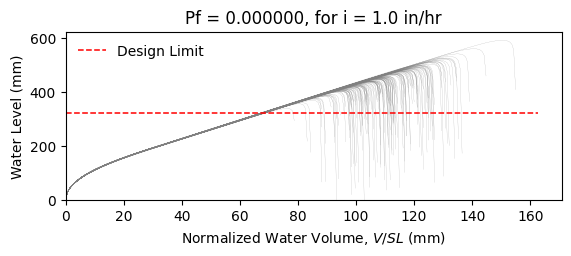 Pf = 0.000000, for i = 1.0 in/hr
Design Limit
Water Level (mm)
600
400
200
0
0 20 40 60 80 100 120 140 160
Normalized Water Volume, V/SL (mm)